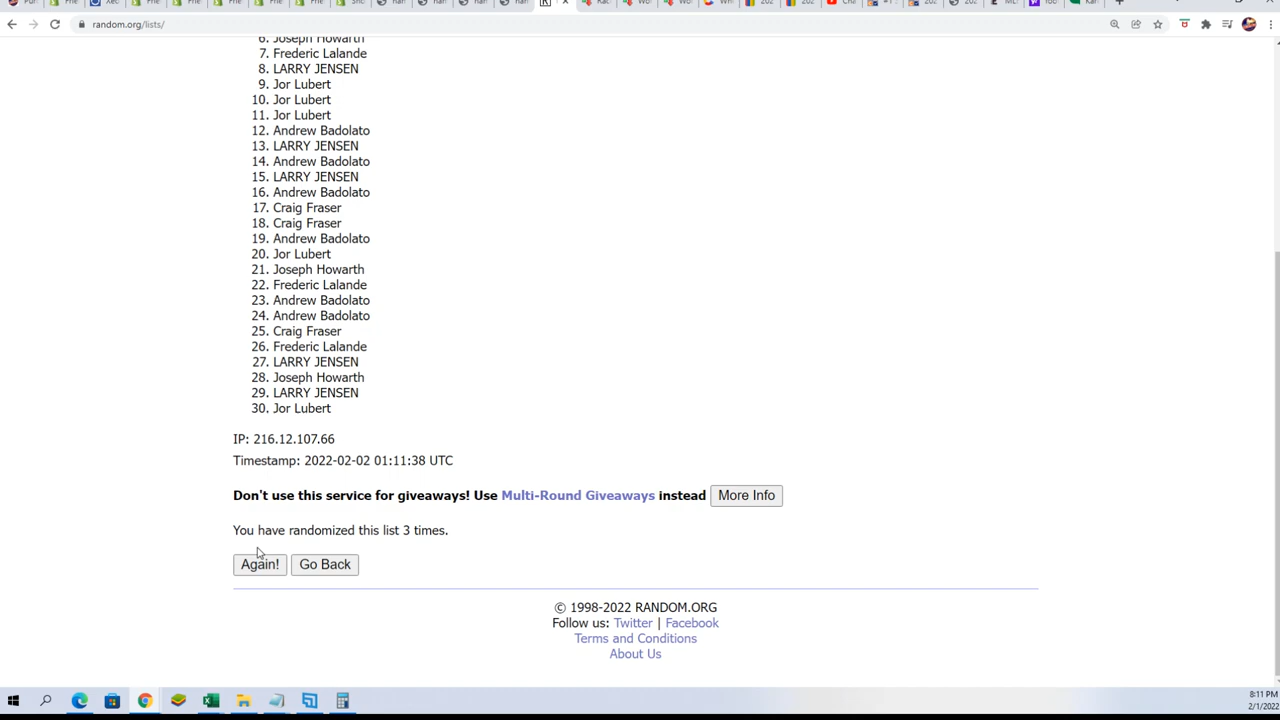 random.org/lists/
6. Joseph Howarth
7. Frederic Lalande
8. LARRY JENSEN
9. Jor Lubert
10. Jor Lubert
11. Jor Lubert
12. Andrew Badolato
13. LARRY JENSEN
14. Andrew Badolato
15. LARRY JENSEN
16. Andrew Badolato
17. Craig Fraser
18. Craig Fraser
19. Andrew Badolato
20. Jor Lubert
21. Joseph Howarth
22. Frederic Lalande
23. Andrew Badolato
24. Andrew Badolato
25. Craig Fraser
26. Frederic Lalande
27. LARRY JENSEN
28. Joseph Howarth
29. LARRY JENSEN
30. Jor Lubert
IP: 216.12.107.66
Timestamp: 2022-02-02 01:11:38 UTC
Don't use this service for giveaways! Use Multi-Round Giveaways instead More Info
You have randomized this list 3 times.
Again! Go Back
© 1998-2022 RANDOM.ORG
Follow us: Twitter | Facebook
Terms and Conditions
About Us
8:11 PM
2/1/2022